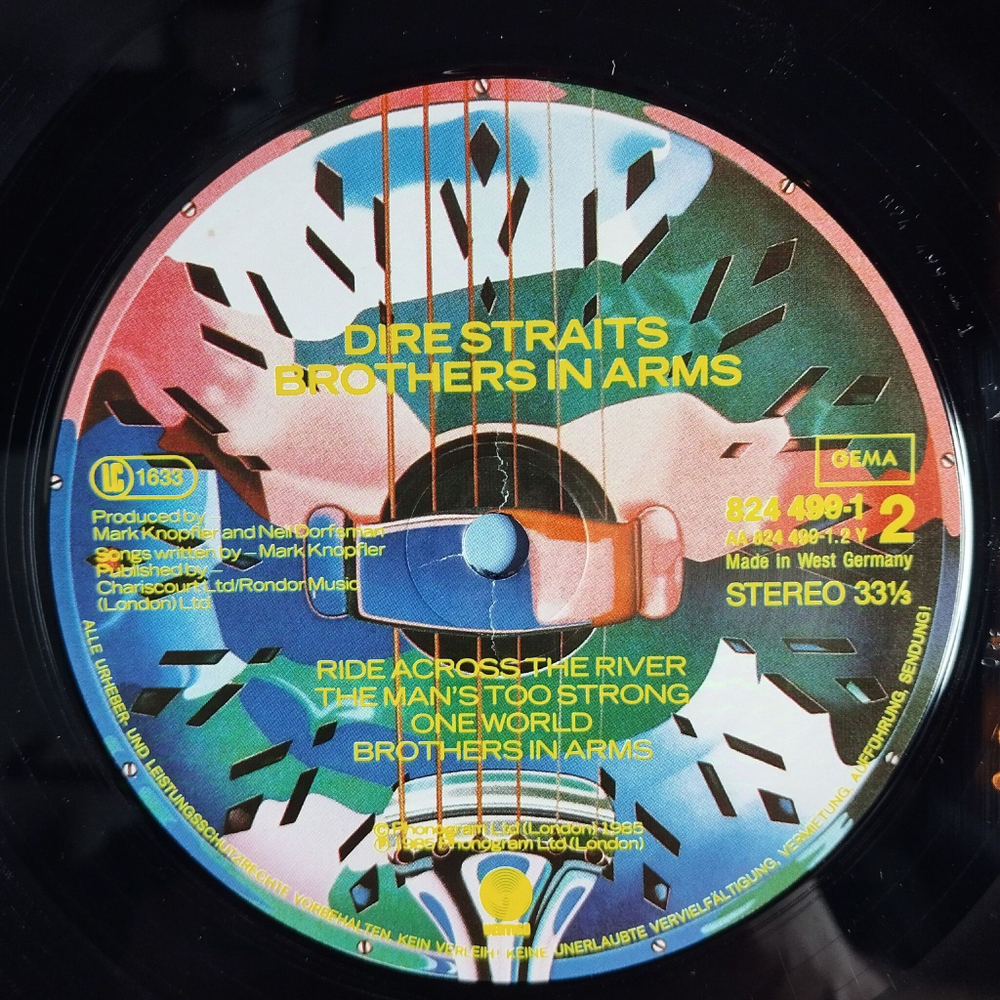 DIRE STRAITS
BROTHERS IN ARMS
LC 1633
Produced by
Mark Knopfler and Neil Dorfsman
Songs written by – Mark Knopfler
Published by –
Chariscourt Ltd/Rondor Music
(London) Ltd
GEMA
824 499-1
2
AA 824 499-1.2 Y
Made in West Germany
STEREO 33⅓
RIDE ACROSS THE RIVER
THE MAN'S TOO STRONG
ONE WORLD
BROTHERS IN ARMS
© Phonogram Ltd (London) 1985
℗ 1985 Phonogram Ltd (London)
VERTIGO
ALLE URHEBER- UND LEISTUNGSSCHUTZRECHTE VORBEHALTEN. KEIN VERLEIH! KEINE UNERLAUBTE VERVIELFÄLTIGUNG, VERMIETUNG, AUFFÜHRUNG, SENDUNG!